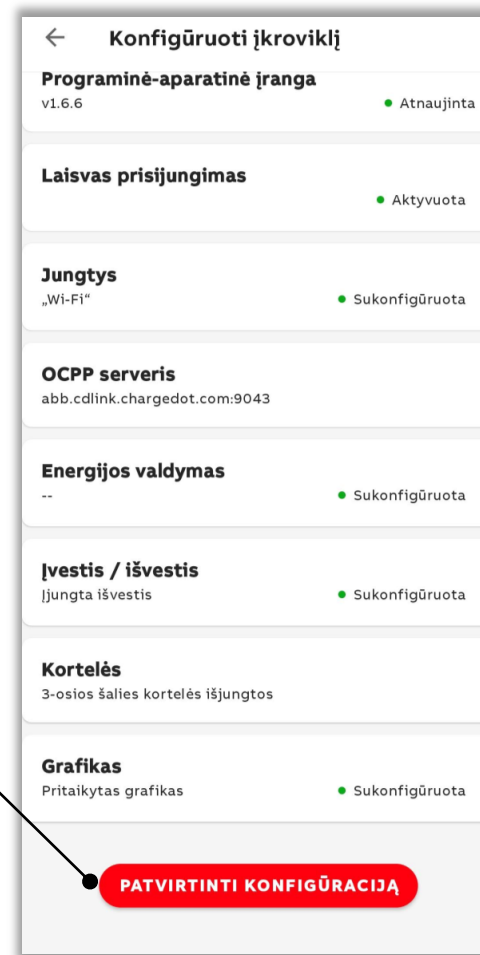 Konfigūruoti įkroviklį
Programinė-aparatinė įranga
v1.6.6
Atnaujinta
Laisvas prisijungimas
Aktyvuota
Jungtys
„Wi-Fi“
Sukonfigūruota
OCPP serveris
abb.cdlink.chargedot.com:9043
Energijos valdymas
--
Sukonfigūruota
Įvestis / išvestis
Įjungta išvestis
Sukonfigūruota
Kortelės
3-osios šalies kortelės išjungtos
Grafikas
Pritaikytas grafikas
Sukonfigūruota
PATVIRTINTI KONFIGŪRACIJĄ